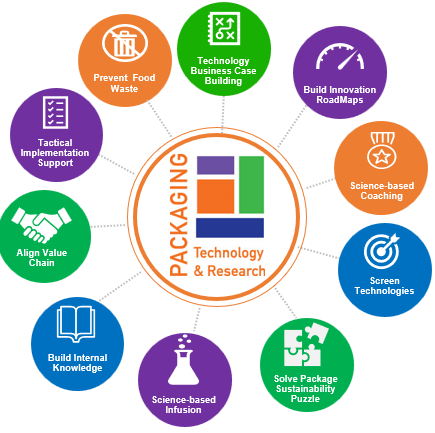 Technology
Business Case
Building
Build Innovation
RoadMaps
Science-based
Coaching
Screen
Technologies
Solve Package
Sustainability
Puzzle
Science-based
Infusion
Build Internal
Knowledge
Align Value
Chain
Tactical
Implementation
Support
Prevent Food
Waste
PACKAGING
Technology
& Research